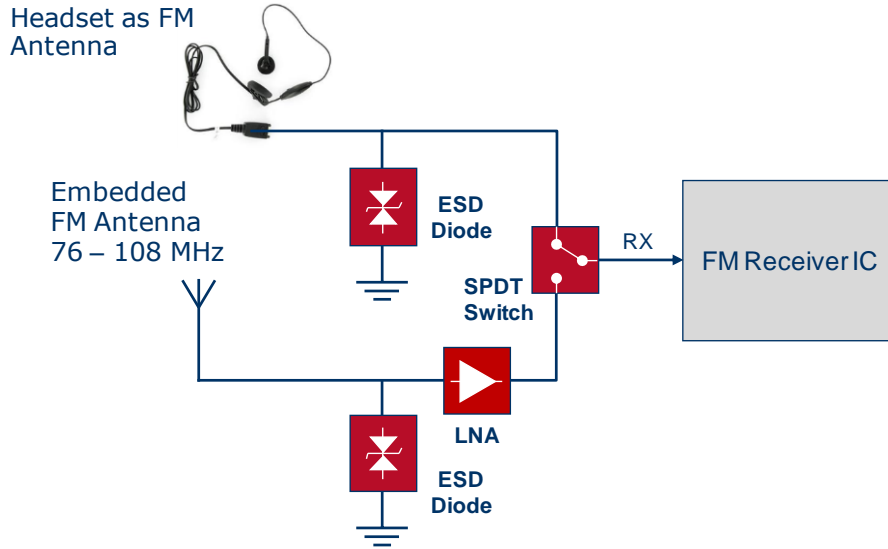 Headset as FM
Antenna
Embedded
FM Antenna
76 – 108 MHz
ESD
Diode
SPDT
Switch
RX
FM Receiver IC
LNA
ESD
Diode